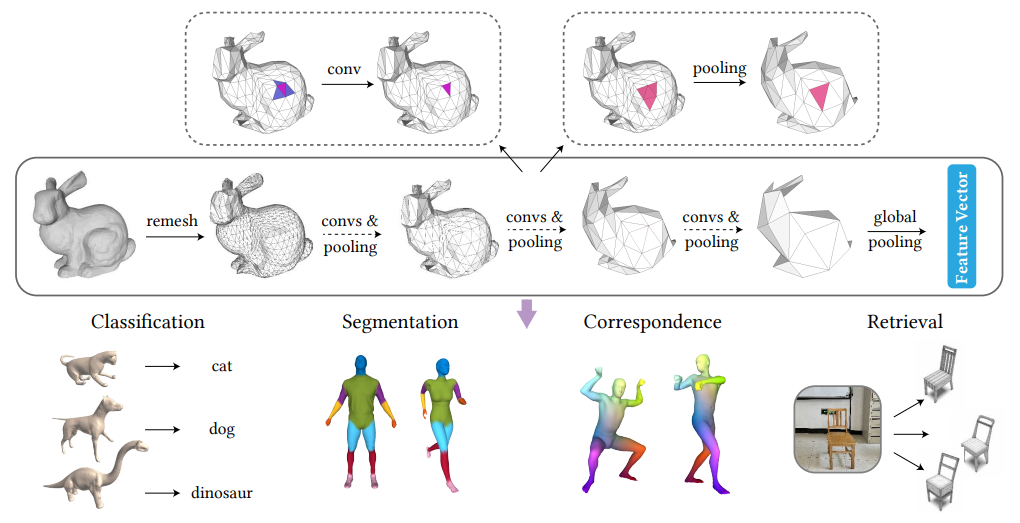 conv
pooling
remesh
convs &
pooling
convs &
pooling
convs &
pooling
global
pooling
Feature Vector
Classification
Segmentation
Correspondence
Retrieval
cat
dog
dinosaur